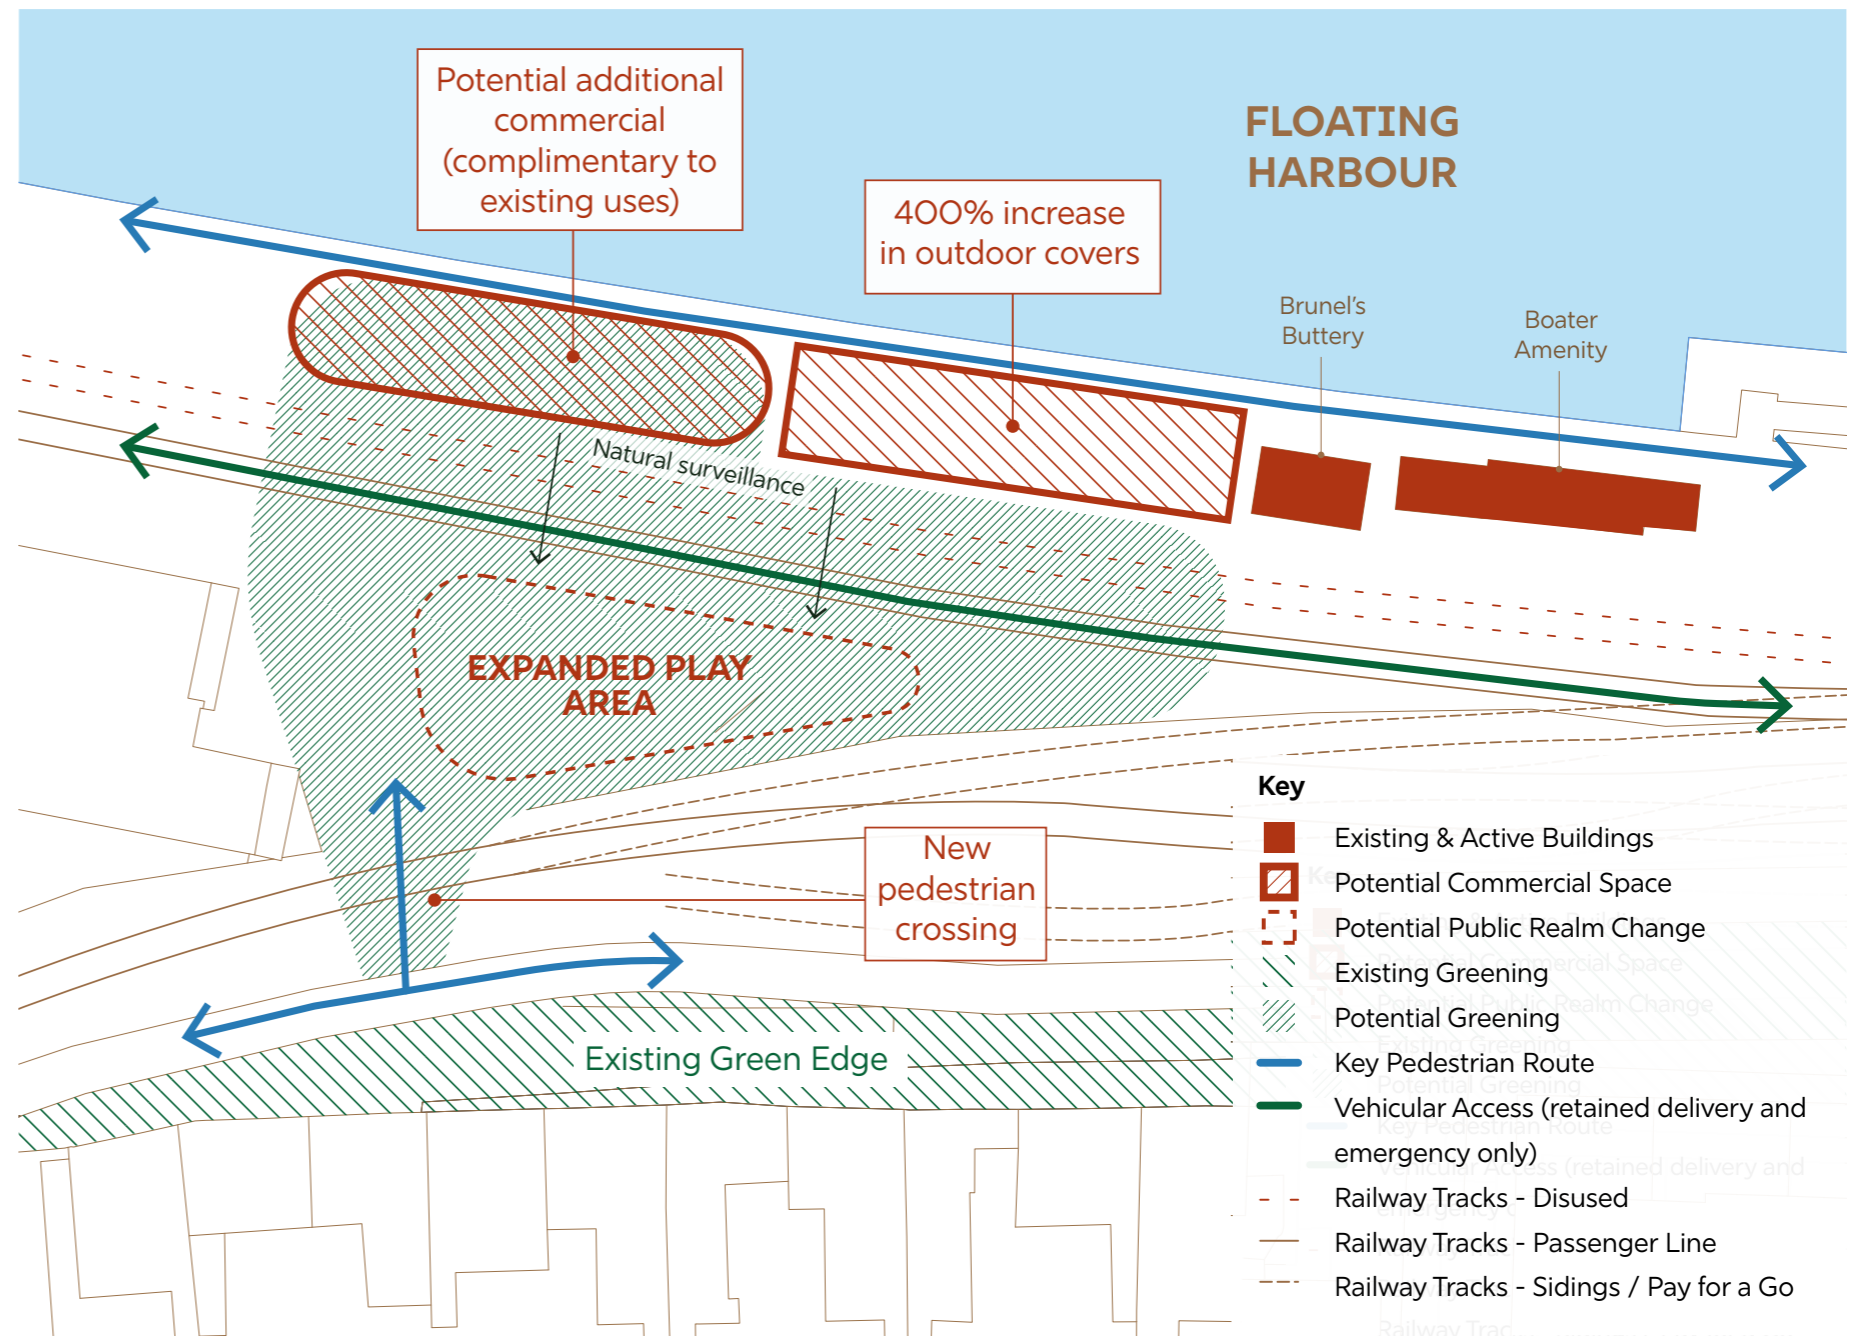 Potential additional
commercial
(complimentary to
existing uses)
FLOATING
HARBOUR
400% increase
in outdoor covers
Brunel's
Buttery
Boater
Amenity
Natural surveillance
EXPANDED PLAY
AREA
New
pedestrian
crossing
Existing Green Edge
Key
Existing & Active Buildings
Potential Commercial Space
Potential Public Realm Change
Existing Greening
Potential Greening
Key Pedestrian Route
Vehicular Access (retained delivery and
emergency only)
Railway Tracks - Disused
Railway Tracks - Passenger Line
Railway Tracks - Sidings / Pay for a Go